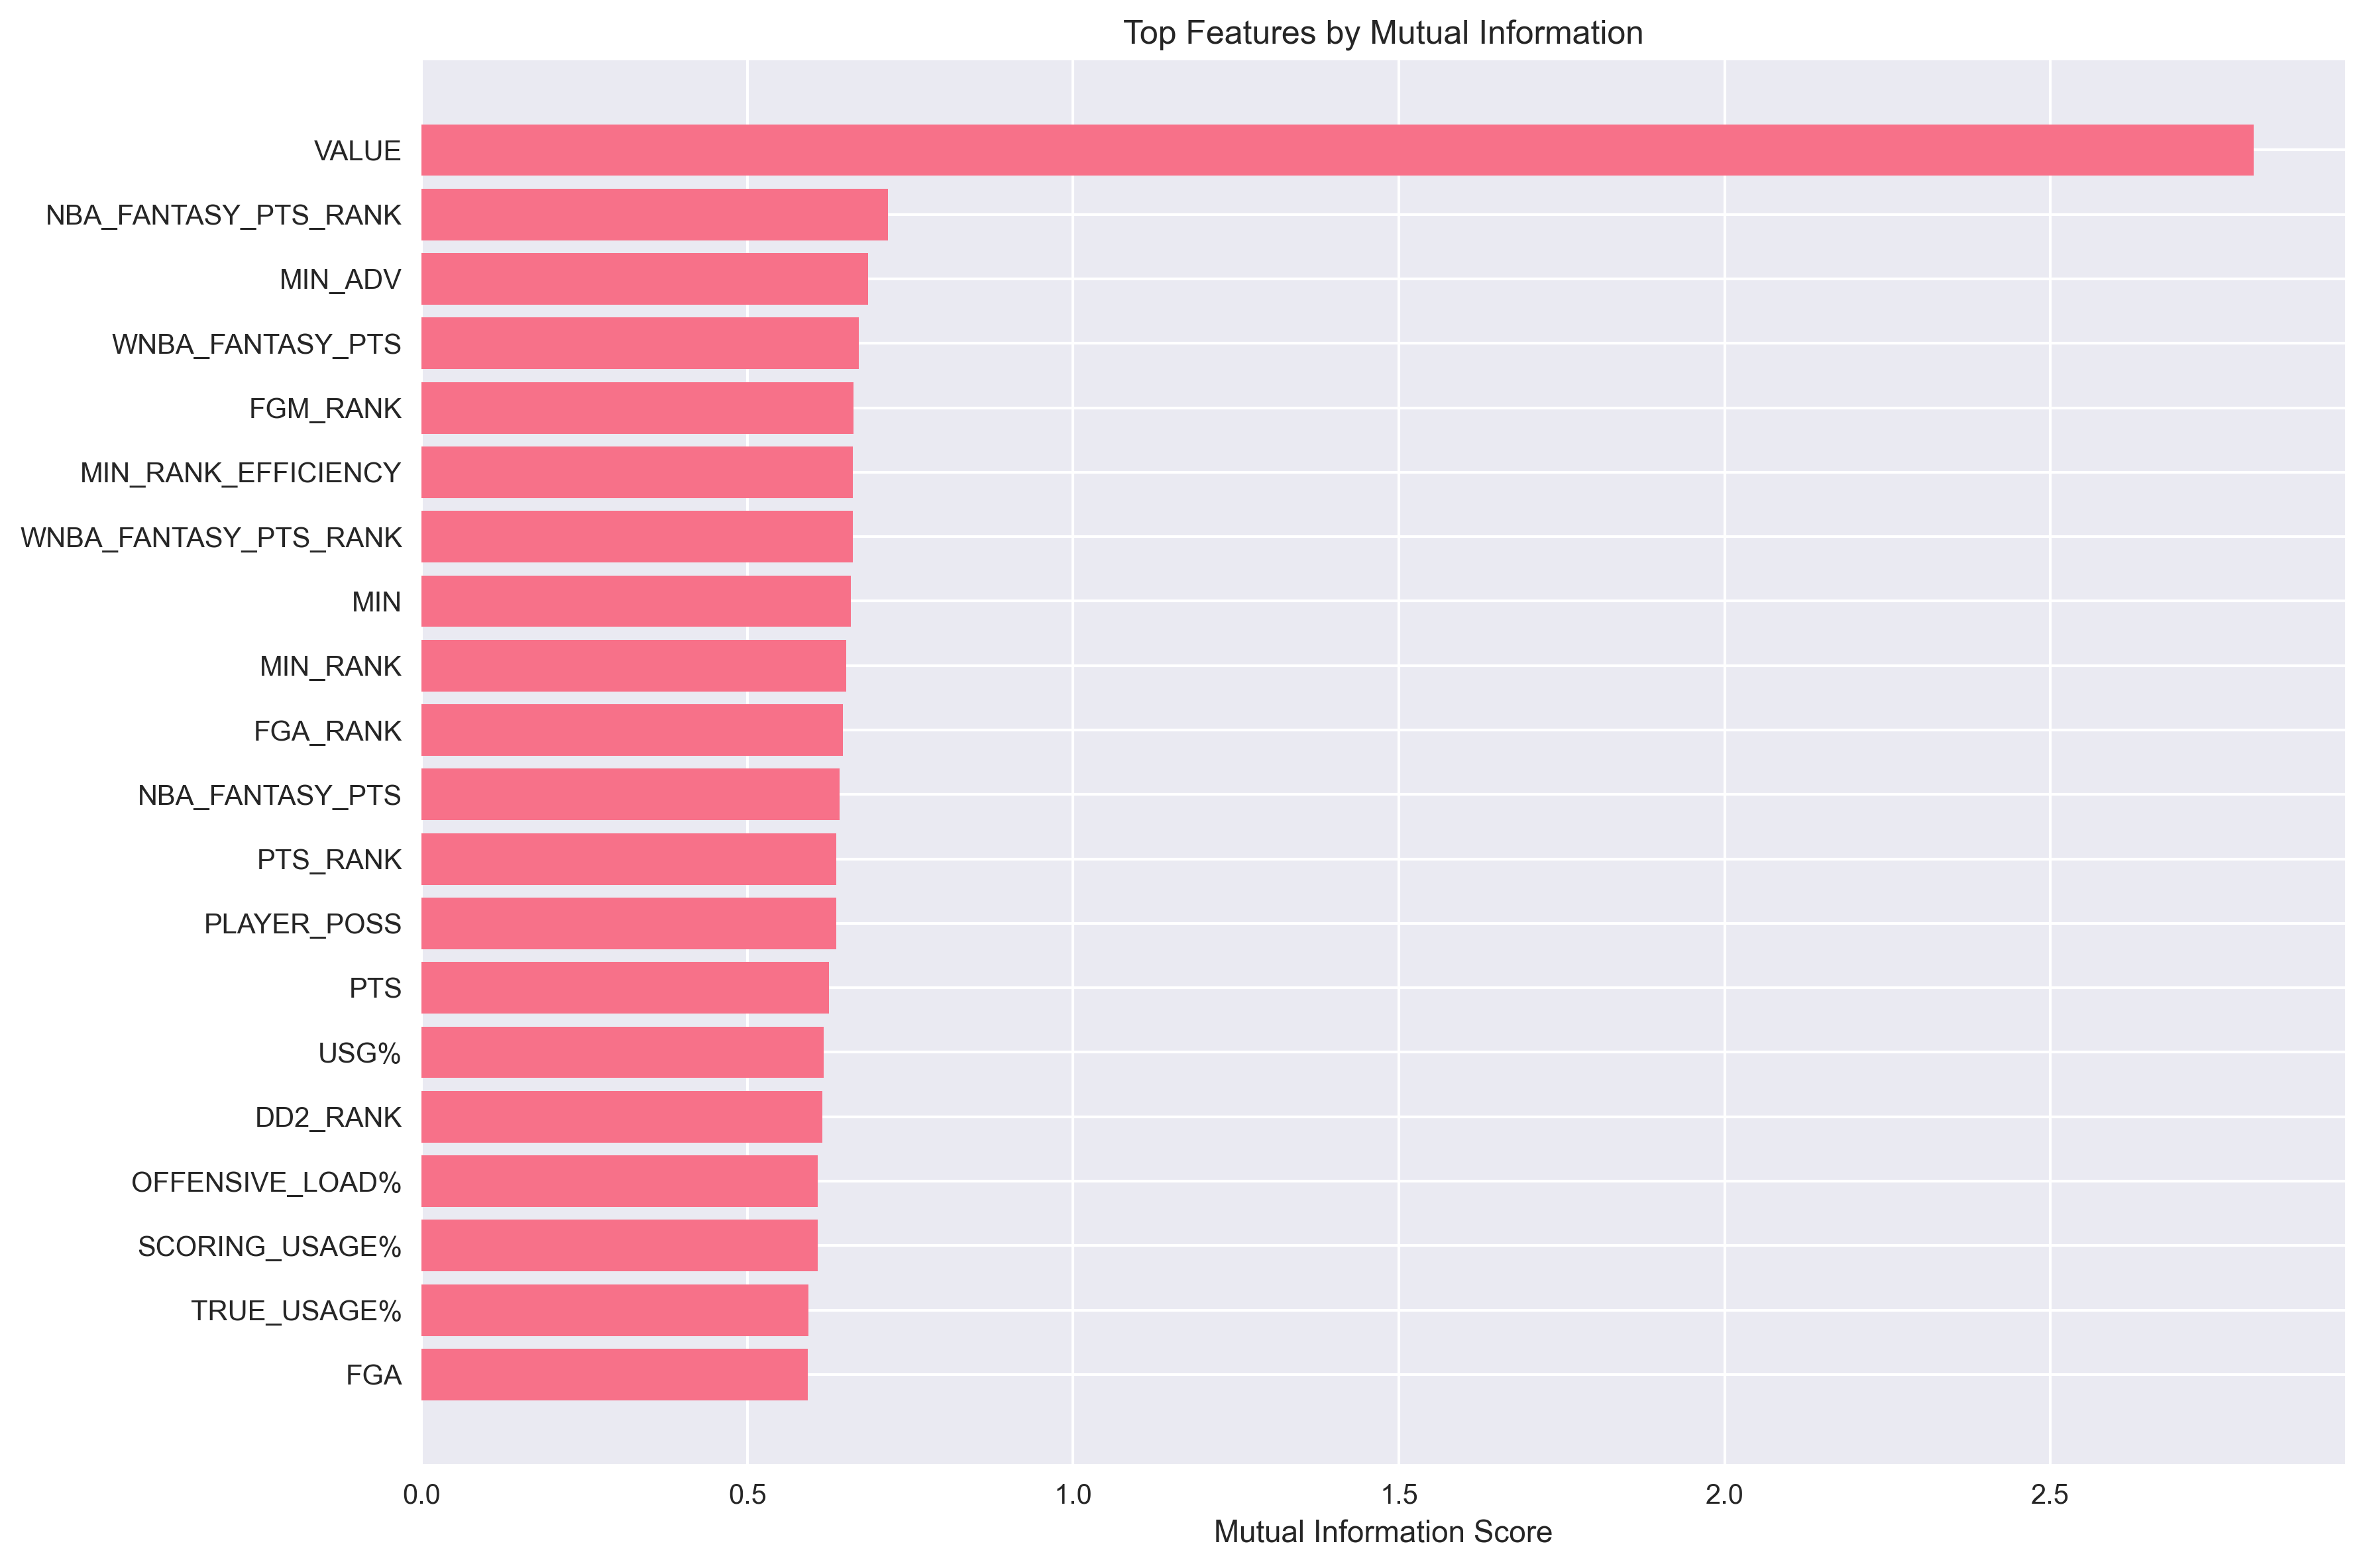 Top Features by Mutual Information
VALUE
NBA_FANTASY_PTS_RANK
MIN_ADV
WNBA_FANTASY_PTS
FGM_RANK
MIN_RANK_EFFICIENCY
WNBA_FANTASY_PTS_RANK
MIN
MIN_RANK
FGA_RANK
NBA_FANTASY_PTS
PTS_RANK
PLAYER_POSS
PTS
USG%
DD2_RANK
OFFENSIVE_LOAD%
SCORING_USAGE%
TRUE_USAGE%
FGA
0.0 0.5 1.0 1.5 2.0 2.5
Mutual Information Score